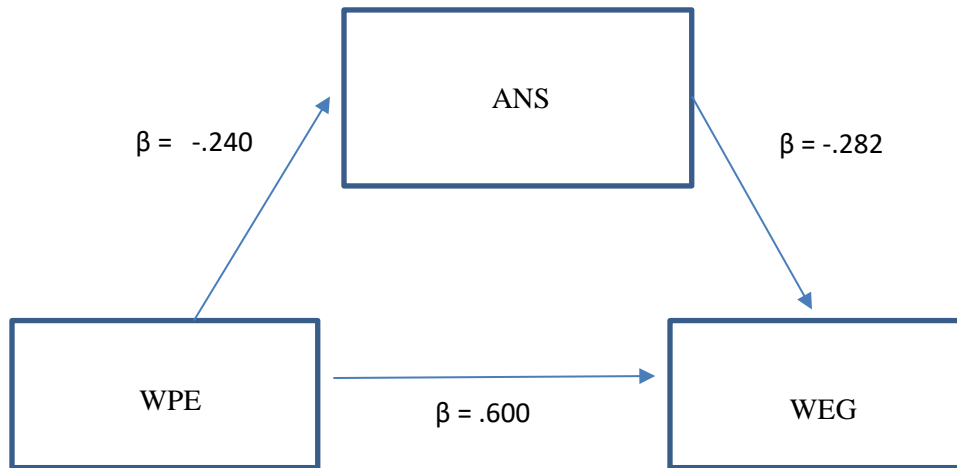 ANS
β = -.240
β = -.282
WPE
β = .600
WEG